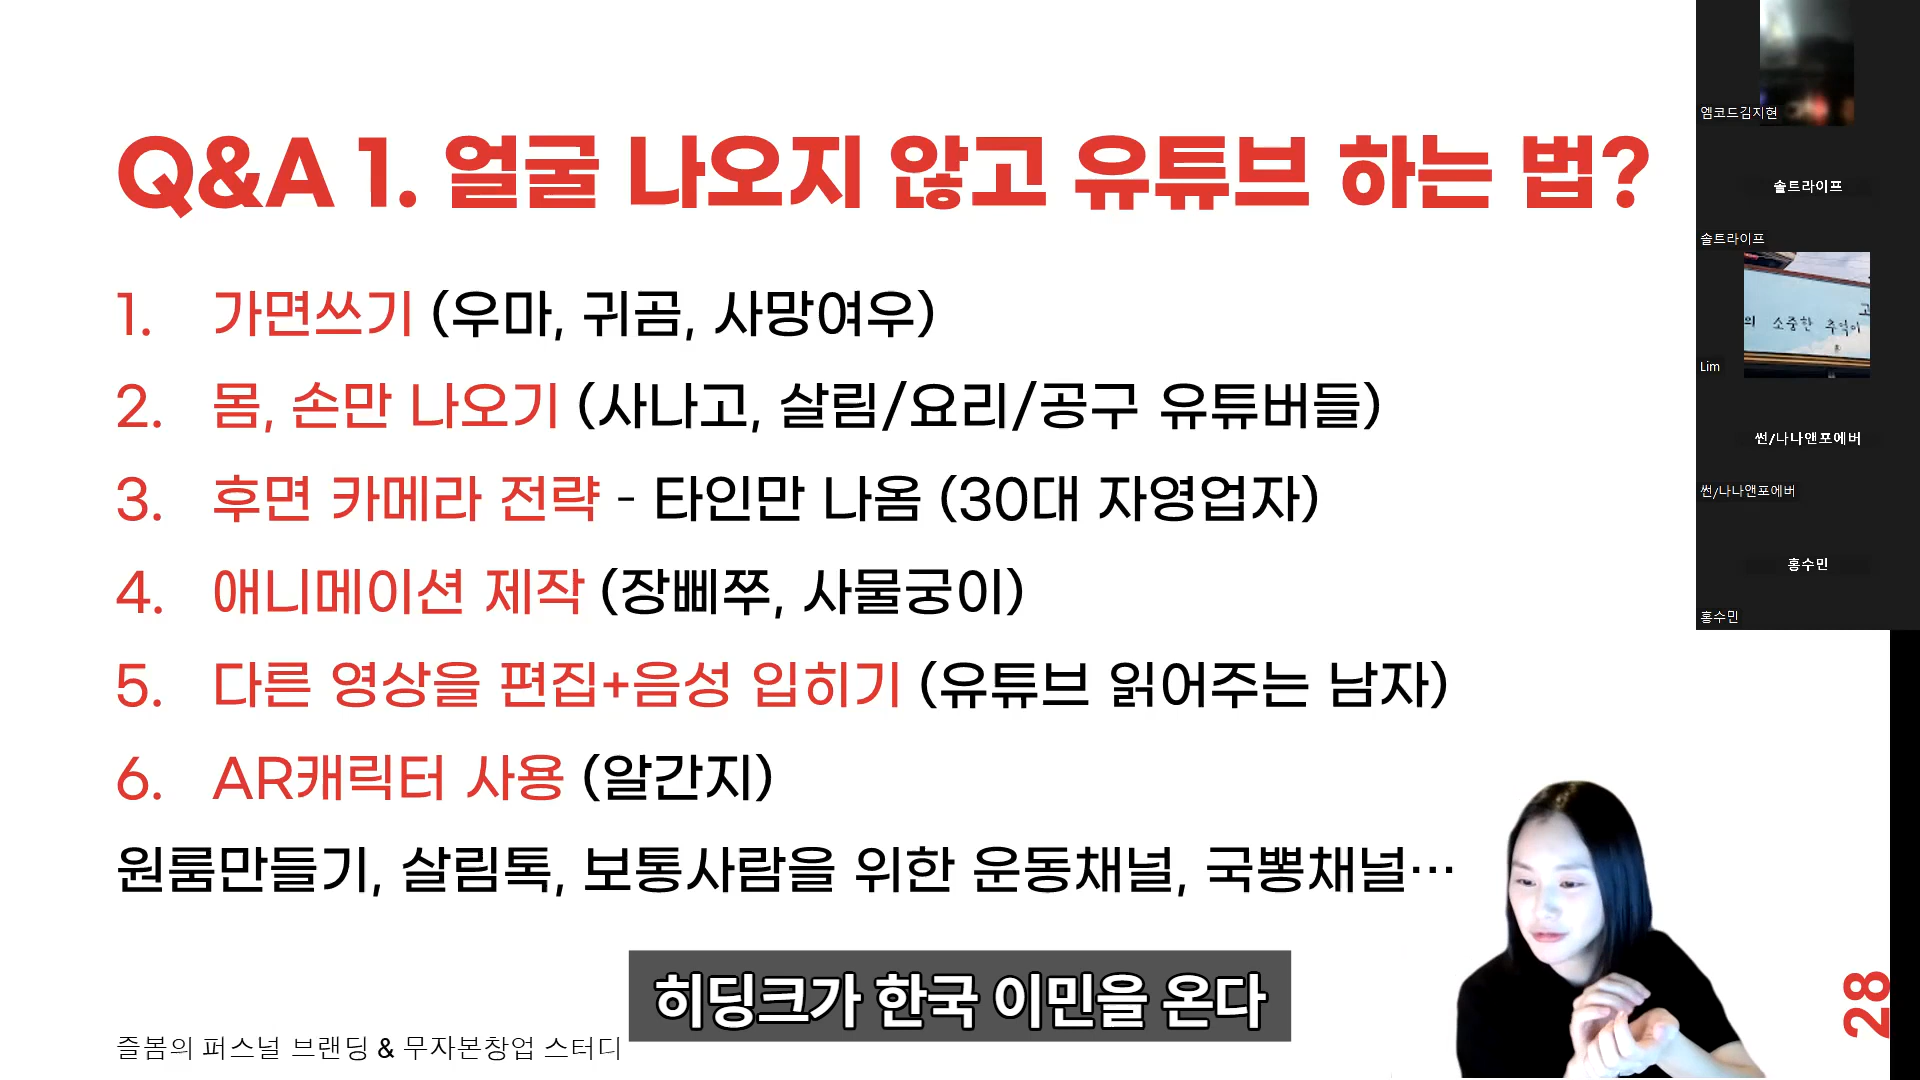 Q&A 1. 얼굴 나오지 않고 유튜브 하는 법?
1. 가면쓰기 (우마, 귀곰, 사망여우)
2. 몸, 손만 나오기 (사나고, 살림/요리/공구 유튜버들)
3. 후면 카메라 전략 - 타인만 나옴 (30대 자영업자)
4. 애니메이션 제작 (장삐쭈, 사물궁이)
5. 다른 영상을 편집+음성 입히기 (유튜브 읽어주는 남자)
6. AR캐릭터 사용 (알간지)
원룸만들기, 살림톡, 보통사람을 위한 운동채널, 국뽕채널…
히딩크가 한국 이민을 온다
즐봄의 퍼스널 브랜딩 & 무자본창업 스터디
28
엠코드김지현
솔트라이프
솔트라이프
의 소중한 추억이
Lim
썬/나나앤포에버
썬/나나앤포에버
홍수민
홍수민